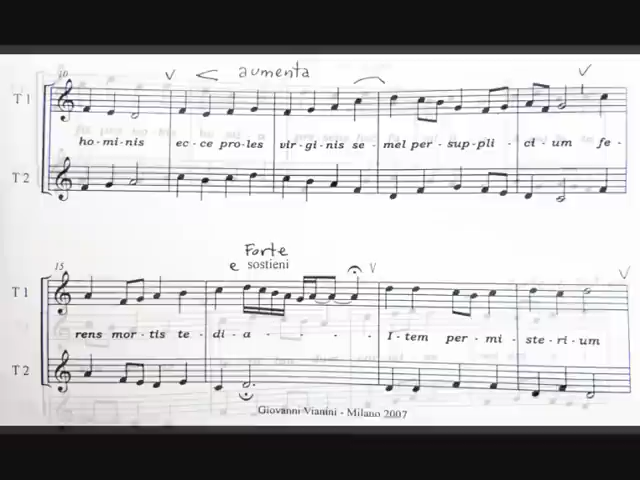 10 V < aumenta V
T 1
ho-mi-nis ec-ce pro-les vir-gi-nis se-mel per-sup-pli-ci-um fe-
T 2
Forte
15 e sostieni V V
T 1
rens mor-tis te-di-a - - - - I-tem per-mi-ste-ri-um
T 2
Giovanni Vianini - Milano 2007